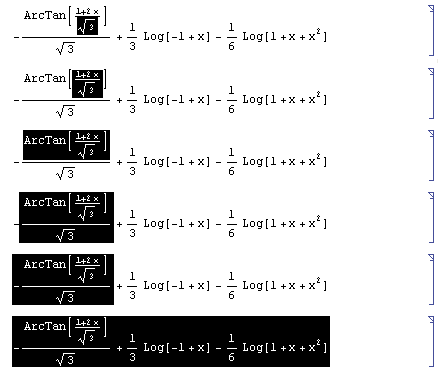 -ArcTan[(1+2 x)/√3]/√3 + 1/3 Log[-1+x] - 1/6 Log[1+x+x²]
-ArcTan[(1+2 x)/√3]/√3 + 1/3 Log[-1+x] - 1/6 Log[1+x+x²]
-ArcTan[(1+2 x)/√3]/√3 + 1/3 Log[-1+x] - 1/6 Log[1+x+x²]
-ArcTan[(1+2 x)/√3]/√3 + 1/3 Log[-1+x] - 1/6 Log[1+x+x²]
-ArcTan[(1+2 x)/√3]/√3 + 1/3 Log[-1+x] - 1/6 Log[1+x+x²]
-ArcTan[(1+2 x)/√3]/√3 + 1/3 Log[-1+x] - 1/6 Log[1+x+x²]